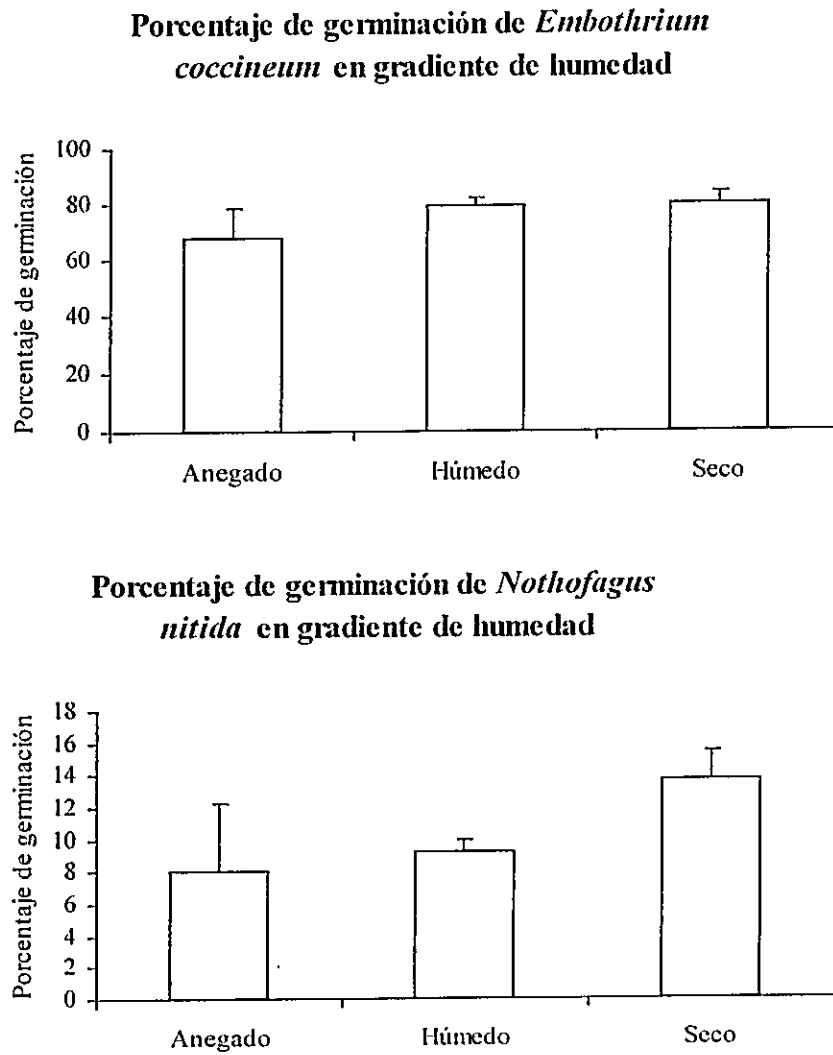 Porcentaje de germinación de Embothrium
coccineum en gradiente de humedad
Porcentaje de germinación
100
80
60
40
20
0
Anegado Húmedo Seco
Porcentaje de germinación de Nothofagus
nitida en gradiente de humedad
Porcentaje de germinación
18
16
14
12
10
8
6
4
2
0
Anegado Húmedo Seco